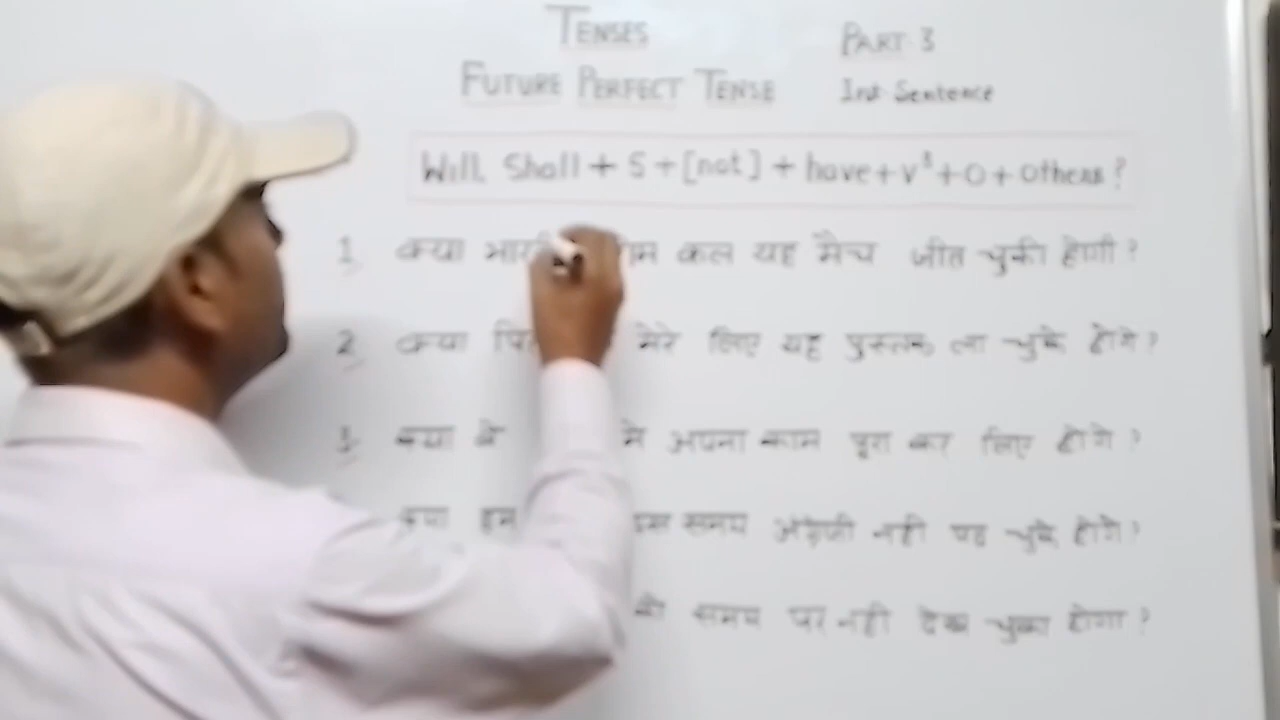 TENSES PART 3
FUTURE PERFECT TENSE Int Sentence
Will Shall + S + [not] + have + V³ + O + Others ?
1 क्या कल यह मैच जीत चुकी होगी ?
2 क्या मेरे लिए यह पुस्तक ला चुके होंगे ?
3 क्या वे अपना काम पूरा कर लिए होंगे ?
क्या हम समय अंग्रेजी नही पढ चुके होंगे ?
समय पर नही देख चुका होगा ?